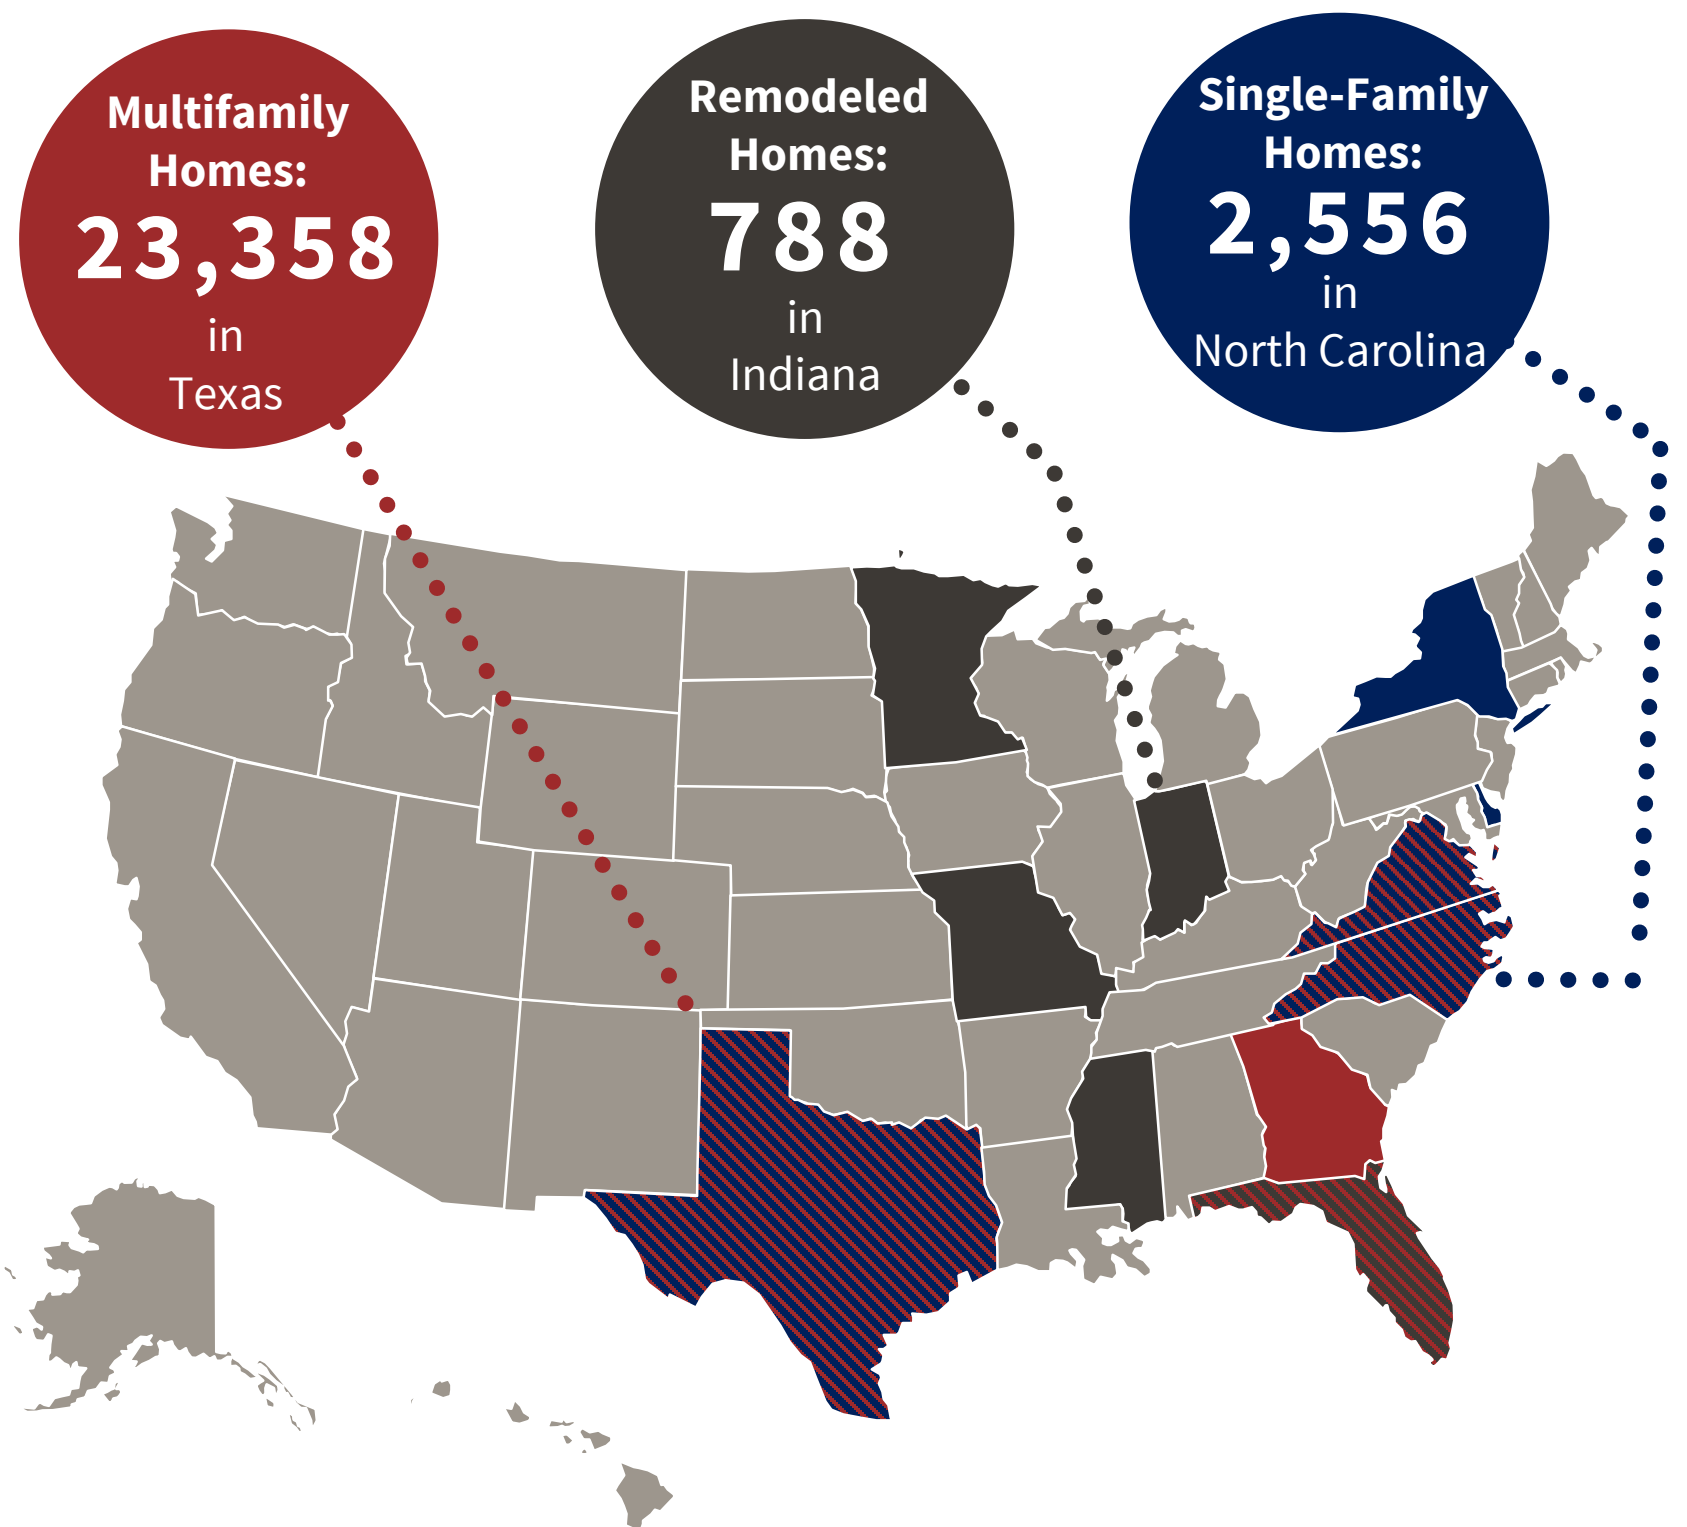 Multifamily
Homes:
23,358
in
Texas
Remodeled
Homes:
788
in
Indiana
Single-Family
Homes:
2,556
in
North Carolina